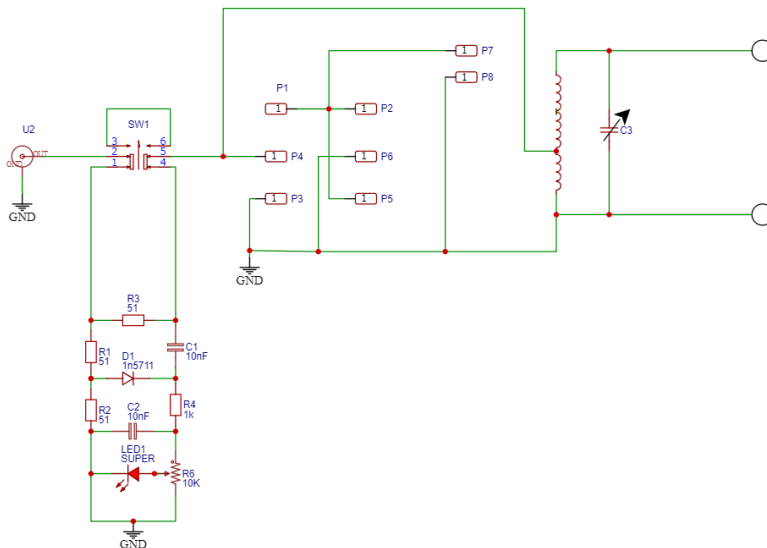 P7
P8
P1
SW1
U2
3
6
2
5
1
4
OUT
GND
1
1
1
1
P2
1
P4
1
P6
1
P3
1
P5
C3
GND
GND
R3
51
R1
51
D1
1n5711
C1
10nF
R2
51
C2
10nF
R4
1k
LED1
SUPER
R6
10K
GND